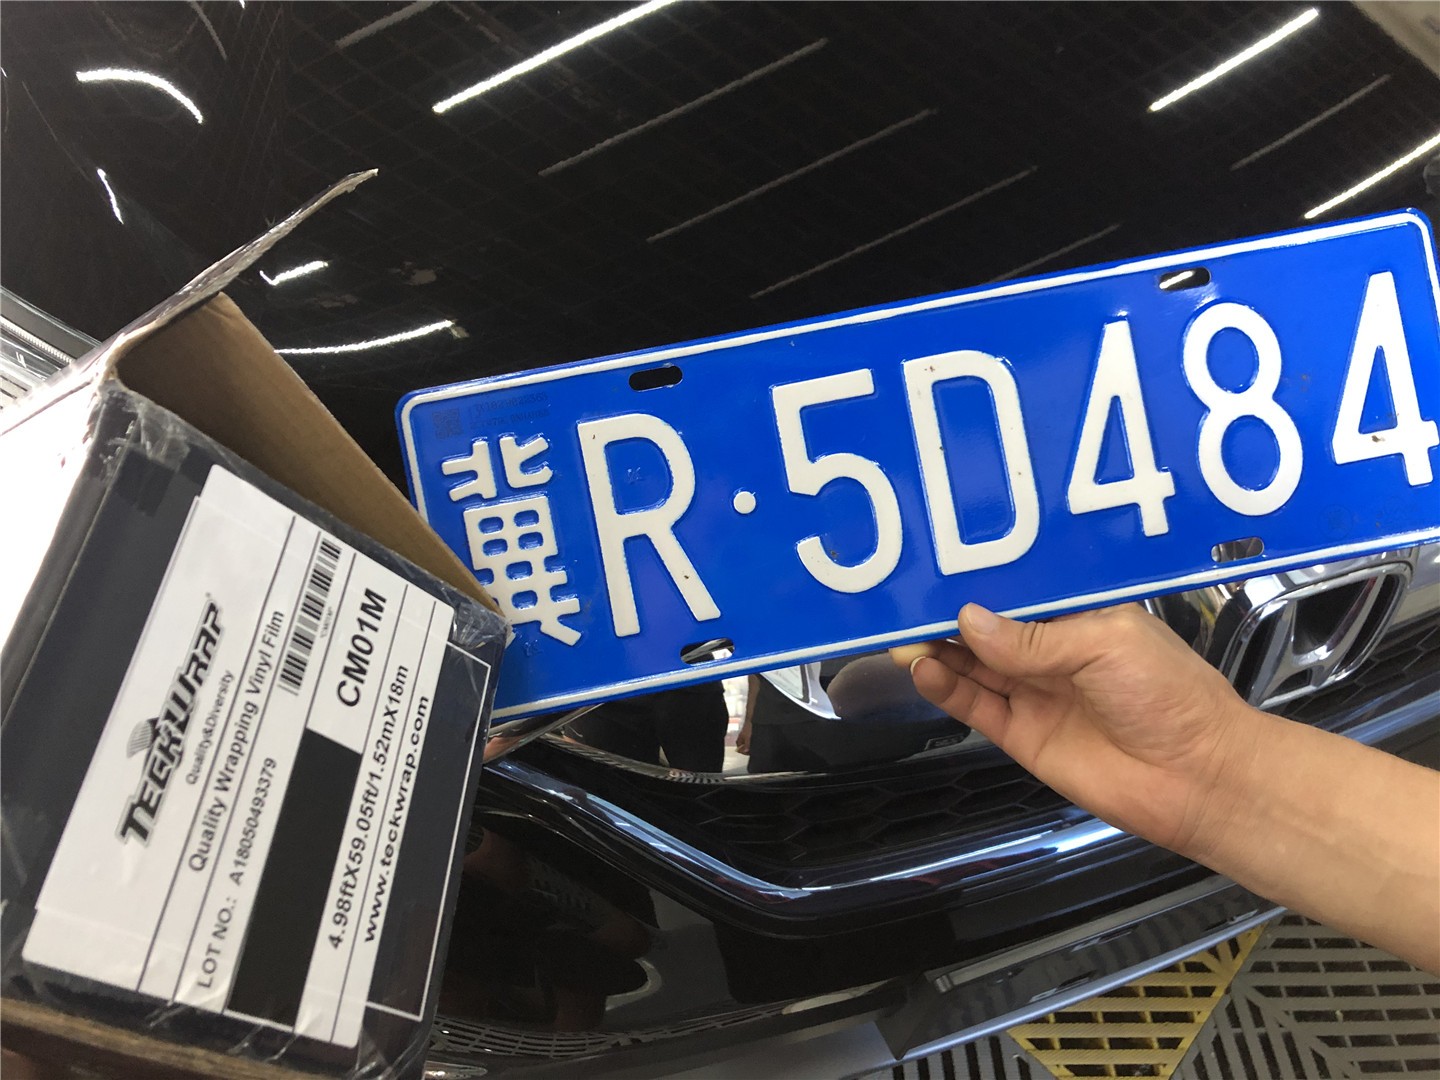 冀R·5D484
TECKWRAP
Quality&Diversity
Quality Wrapping Vinyl Film
LOT NO.: A18050493379
CM01M
4.98ftX59.05ft/1.52mX18m
www.teckwrap.com